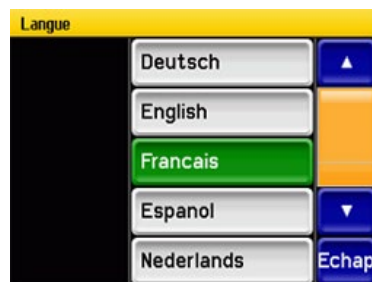 Langue
Deutsch
English
Francais
Espanol
Nederlands
Echap